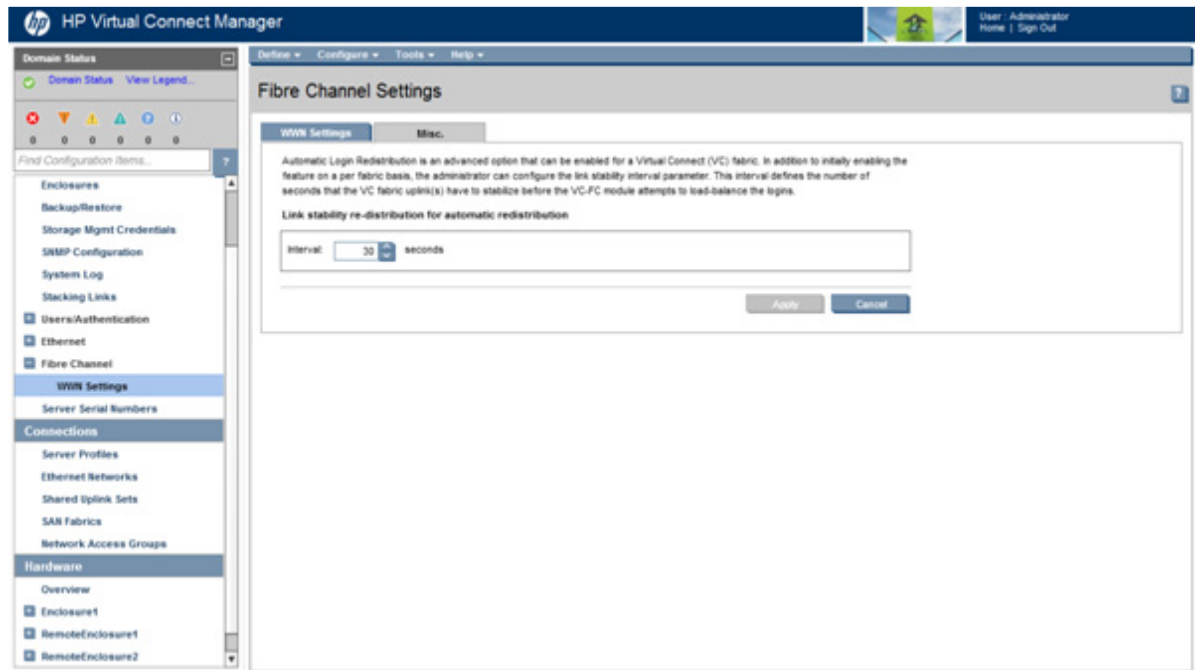 hp HP Virtual Connect Manager
User : Administrator
Home | Sign Out
Domain Status
Domain Status View Legend...
0 0 0 0 0 0
Find Configuration Items... ?
Enclosures
Backup/Restore
Storage Mgmt Credentials
SNMP Configuration
System Log
Stacking Links
Users/Authentication
Ethernet
Fibre Channel
WWN Settings
Server Serial Numbers
Connections
Server Profiles
Ethernet Networks
Shared Uplink Sets
SAN Fabrics
Network Access Groups
Hardware
Overview
Enclosure1
RemoteEnclosure1
RemoteEnclosure2
Define Configure Tools Help
Fibre Channel Settings ?
WWN Settings Misc.
Automatic Login Redistribution is an advanced option that can be enabled for a Virtual Connect (VC) fabric. In addition to initially enabling the
feature on a per fabric basis, the administrator can configure the link stability interval parameter. This interval defines the number of
seconds that the VC fabric uplink(s) have to stabilize before the VC-FC module attempts to load-balance the logins.
Link stability re-distribution for automatic redistribution
Interval: 30 seconds
Apply Cancel